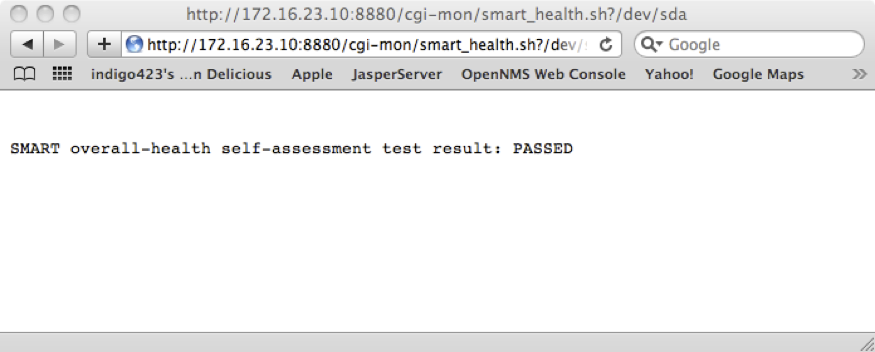 http://172.16.23.10:8880/cgi-mon/smart_health.sh?/dev/sda
http://172.16.23.10:8880/cgi-mon/smart_health.sh?/dev/ Google
indigo423's ...n Delicious Apple JasperServer OpenNMS Web Console Yahoo! Google Maps
SMART overall-health self-assessment test result: PASSED